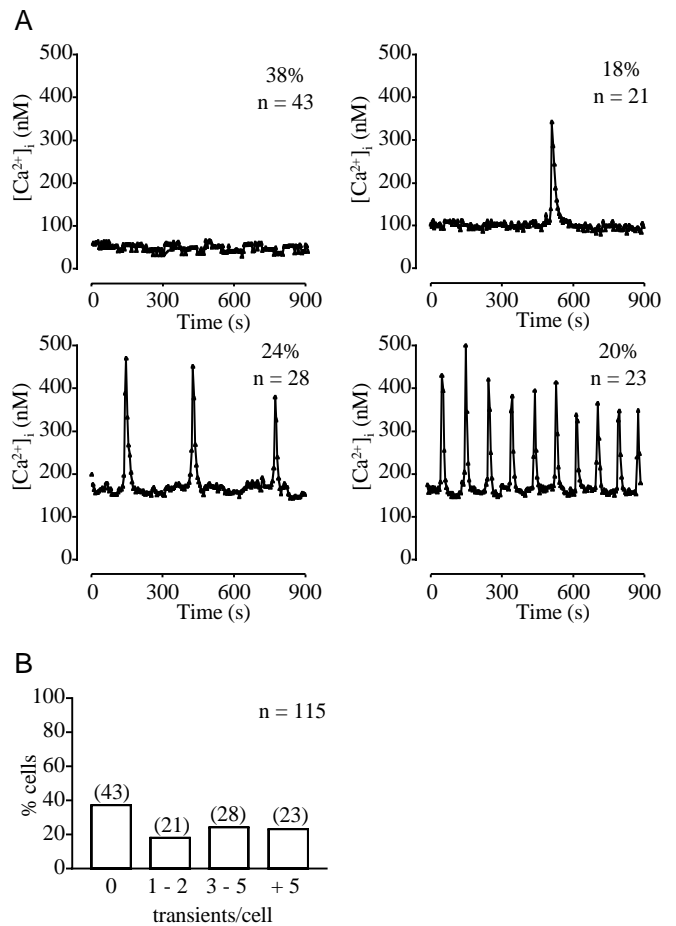 A
500
400
300
200
100
0
[Ca²⁺]ᵢ (nM)
38%
n = 43
0 300 600 900
Time (s)
500
400
300
200
100
0
[Ca²⁺]ᵢ (nM)
18%
n = 21
0 300 600 900
Time (s)
500
400
300
200
100
0
[Ca²⁺]ᵢ (nM)
24%
n = 28
0 300 600 900
Time (s)
500
400
300
200
100
0
[Ca²⁺]ᵢ (nM)
20%
n = 23
0 300 600 900
Time (s)
B
100
80
60
40
20
0
% cells
n = 115
(43) (21) (28) (23)
0 1 - 2 3 - 5 + 5
transients/cell